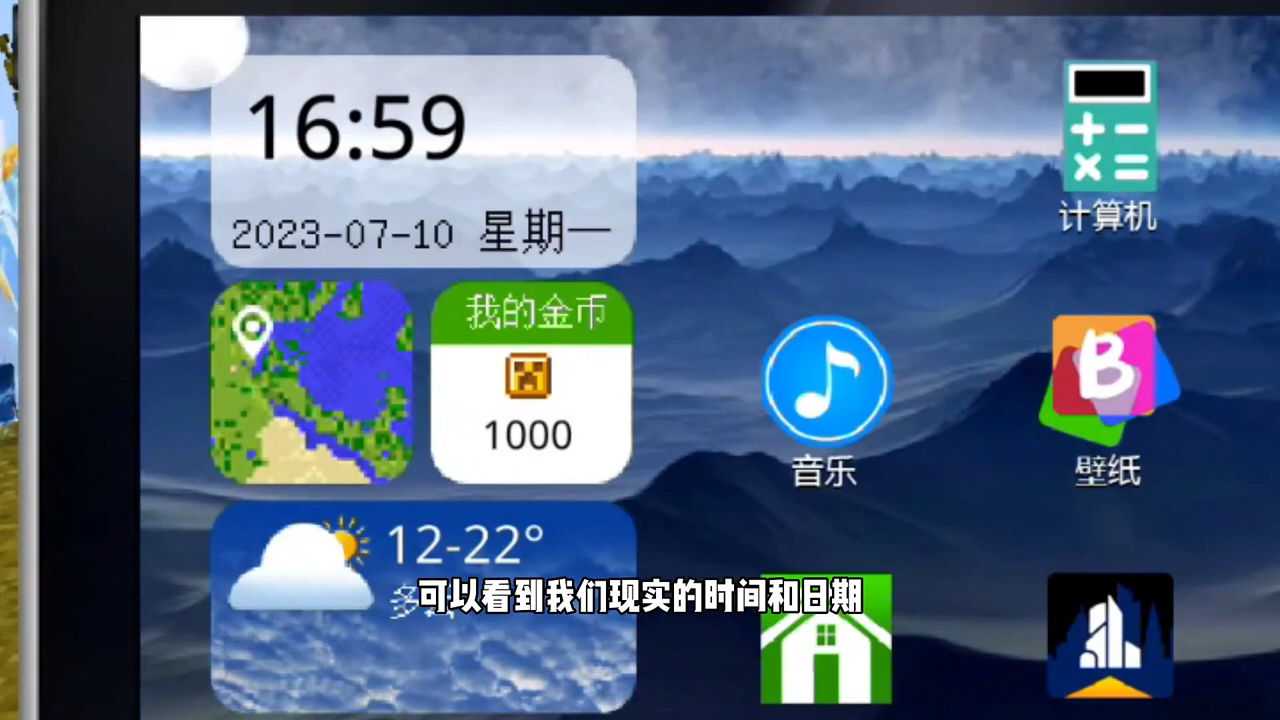 16:59
2023-07-10 星期一
我的金币
1000
12-22°
计算机
音乐
B
壁纸
可以看到我们现实的时间和日期